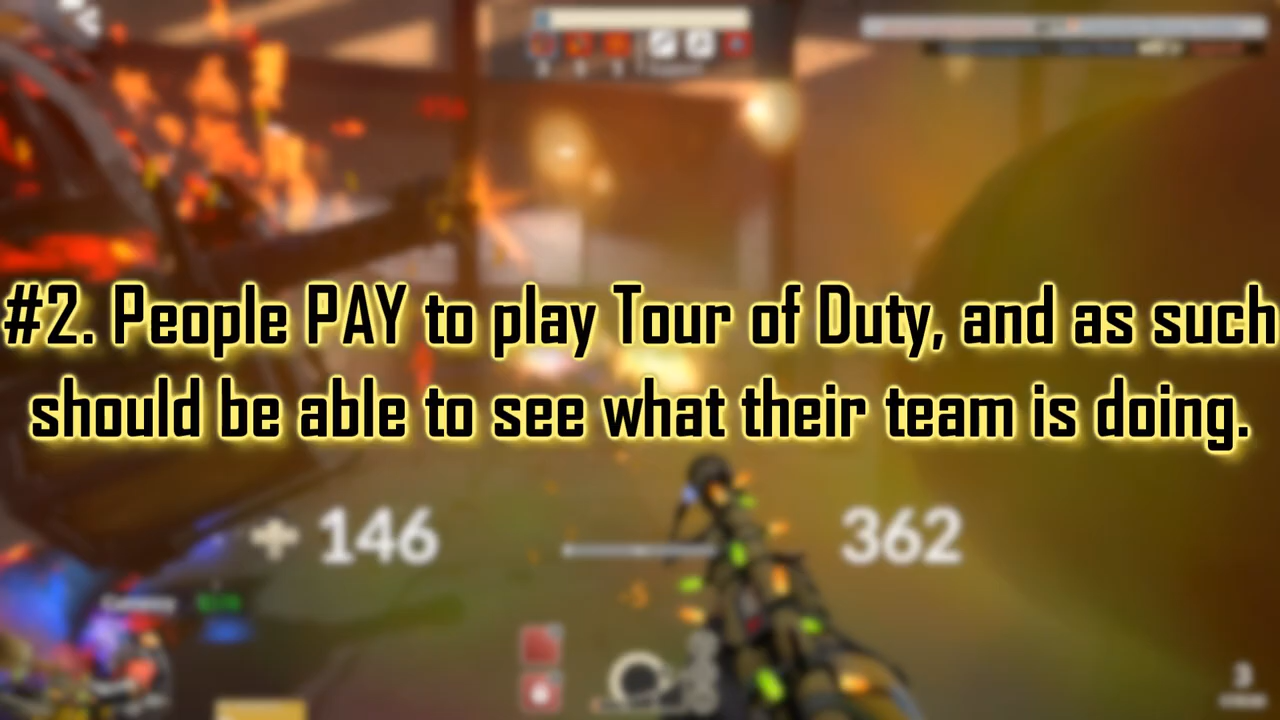 #2. People PAY to play Tour of Duty, and as such
should be able to see what their team is doing.
146
362
3